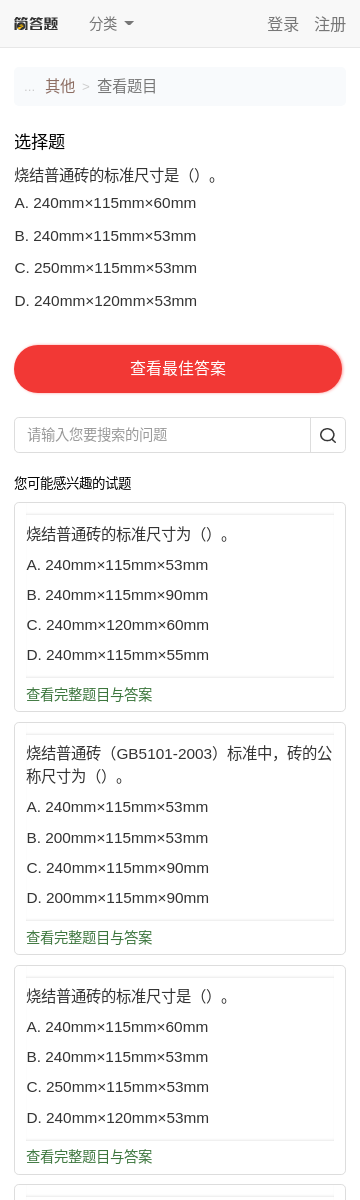 简答题 分类 登录 注册
... 其他 > 查看题目
选择题
烧结普通砖的标准尺寸是（）。
A. 240mm×115mm×60mm
B. 240mm×115mm×53mm
C. 250mm×115mm×53mm
D. 240mm×120mm×53mm
查看最佳答案
请输入您要搜索的问题
您可能感兴趣的试题
烧结普通砖的标准尺寸为（）。
A. 240mm×115mm×53mm
B. 240mm×115mm×90mm
C. 240mm×120mm×60mm
D. 240mm×115mm×55mm
查看完整题目与答案
烧结普通砖（GB5101-2003）标准中，砖的公
称尺寸为（）。
A. 240mm×115mm×53mm
B. 200mm×115mm×53mm
C. 240mm×115mm×90mm
D. 200mm×115mm×90mm
查看完整题目与答案
烧结普通砖的标准尺寸是（）。
A. 240mm×115mm×60mm
B. 240mm×115mm×53mm
C. 250mm×115mm×53mm
D. 240mm×120mm×53mm
查看完整题目与答案